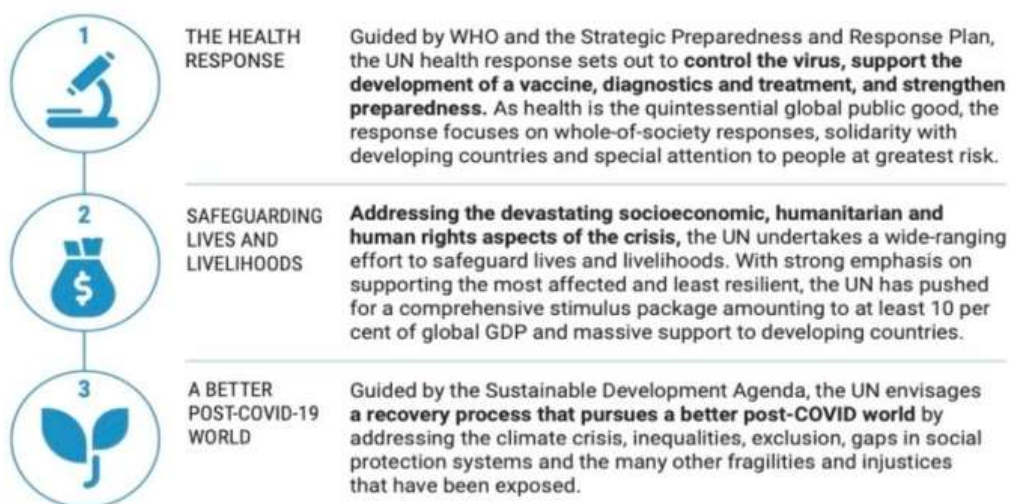 1
THE HEALTH
RESPONSE
Guided by WHO and the Strategic Preparedness and Response Plan,
the UN health response sets out to control the virus, support the
development of a vaccine, diagnostics and treatment, and strengthen
preparedness. As health is the quintessential global public good, the
response focuses on whole-of-society responses, solidarity with
developing countries and special attention to people at greatest risk.
2
$
SAFEGUARDING
LIVES AND
LIVELIHOODS
Addressing the devastating socioeconomic, humanitarian and
human rights aspects of the crisis, the UN undertakes a wide-ranging
effort to safeguard lives and livelihoods. With strong emphasis on
supporting the most affected and least resilient, the UN has pushed
for a comprehensive stimulus package amounting to at least 10 per
cent of global GDP and massive support to developing countries.
3
A BETTER
POST-COVID-19
WORLD
Guided by the Sustainable Development Agenda, the UN envisages
a recovery process that pursues a better post-COVID world by
addressing the climate crisis, inequalities, exclusion, gaps in social
protection systems and the many other fragilities and injustices
that have been exposed.